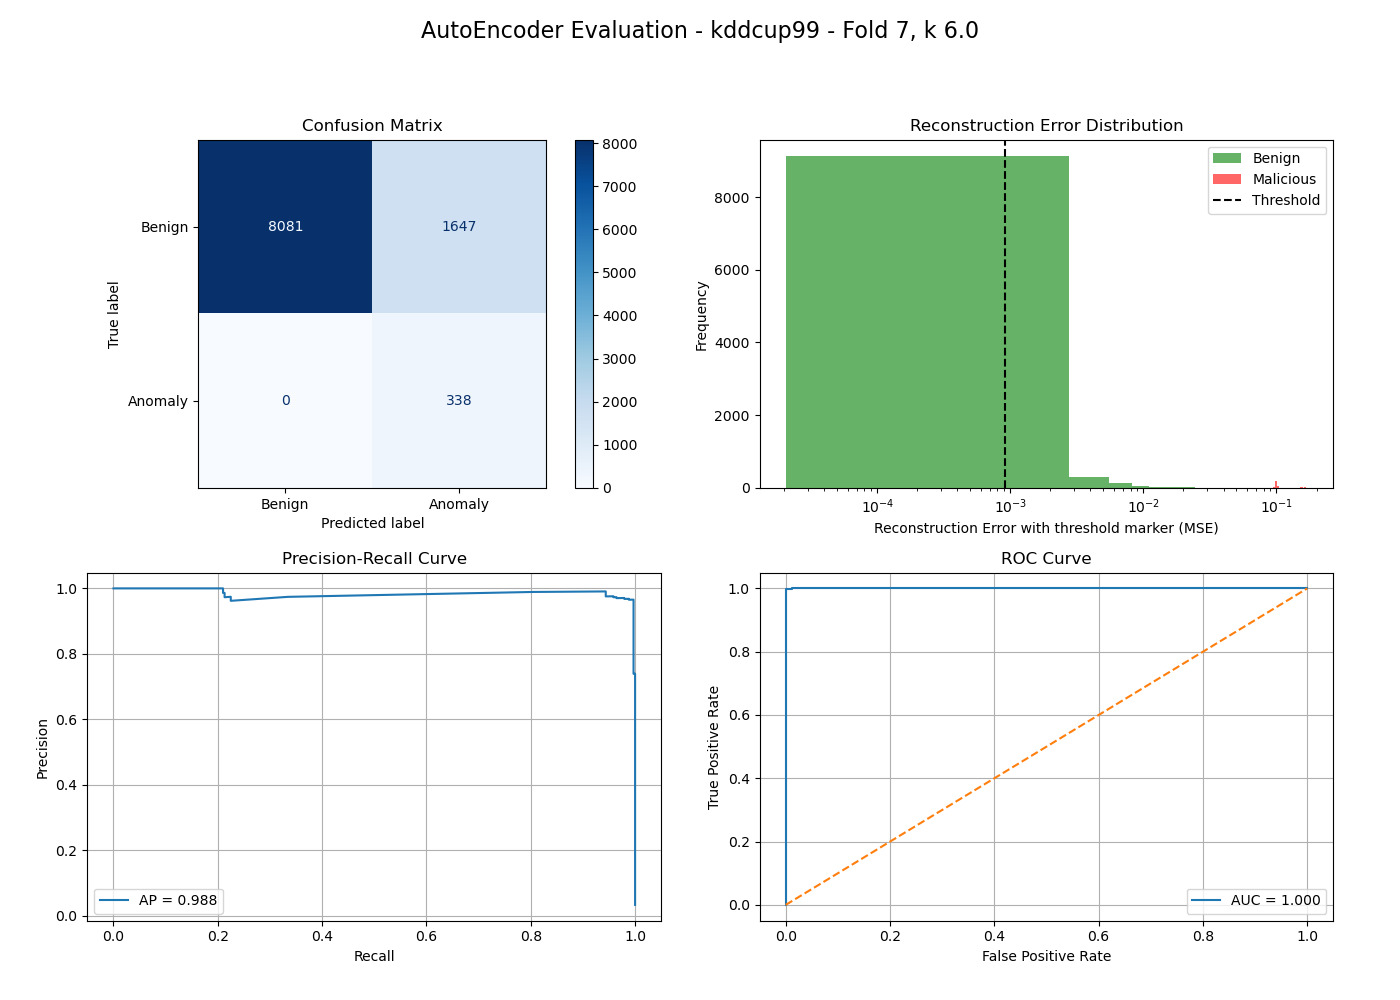 AutoEncoder Evaluation - kddcup99 - Fold 7, k 6.0
Confusion Matrix
True label
Benign
Anomaly
8081
1647
0
338
Benign
Anomaly
Predicted label
8000
7000
6000
5000
4000
3000
2000
1000
0
Reconstruction Error Distribution
Frequency
8000
6000
4000
2000
0
Benign
Malicious
Threshold
10⁻⁴
10⁻³
10⁻²
10⁻¹
Reconstruction Error with threshold marker (MSE)
Precision-Recall Curve
Precision
1.0
0.8
0.6
0.4
0.2
0.0
AP = 0.988
0.0
0.2
0.4
0.6
0.8
1.0
Recall
ROC Curve
True Positive Rate
1.0
0.8
0.6
0.4
0.2
0.0
AUC = 1.000
0.0
0.2
0.4
0.6
0.8
1.0
False Positive Rate